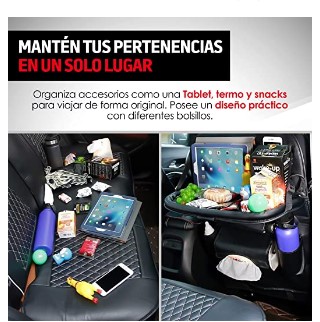 MANTÉN TUS PERTENENCIAS
EN UN SOLO LUGAR
Organiza accesorios como una Tablet, termo y snacks
para viajar de forma original. Posee un diseño práctico
con diferentes bolsillos.